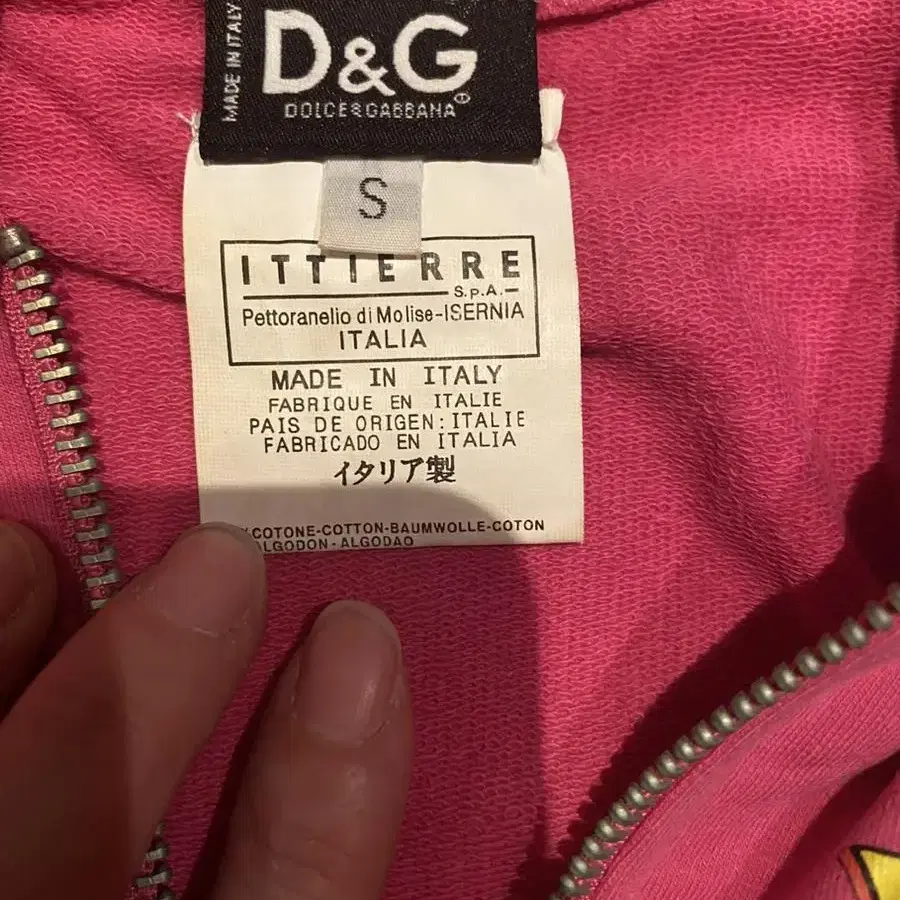 MADE IN ITALY
D&G
DOLCE&GABBANA
S
ITTIERRE
S.p.A.
Pettoranello di Molise-ISERNIA
ITALIA
MADE IN ITALY
FABRIQUE EN ITALIE
PAIS DE ORIGEN: ITALIE
FABRICADO EN ITALIA
イタリア製
COTONE-COTTON-BAUMWOLLE-COTON
ALGODON-ALGODAO